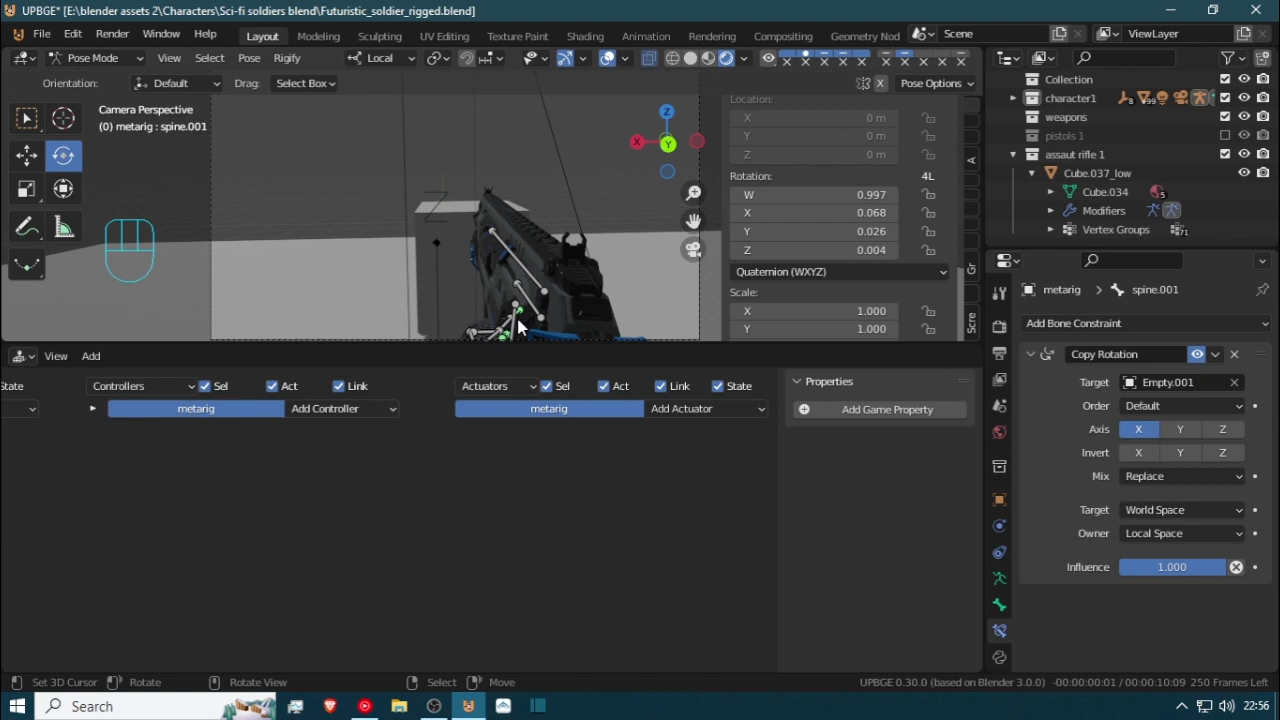 UPBGE* [E:\blender assets 2\Characters\Sci-fi soldiers blend\Futuristic_soldier_rigged.blend]
File Edit Render Window Help Layout Modeling Sculpting UV Editing Texture Paint Shading Animation Rendering Compositing Geometry Nod Scene ViewLayer
Pose Mode View Select Pose Rigify Local
Orientation: Default Drag: Select Box X Pose Options
Camera Perspective
(0) metarig : spine.001
Z
X
Y
Z
Location:
X 0 m
Y 0 m
Z 0 m
Rotation: 4L
W 0.997
X 0.068
Y 0.026
Z 0.004
Quaternion (WXYZ)
Scale:
X 1.000
Y 1.000
A
Gr
Scre
Collection
character1 8 99
weapons
pistols 1
assaut rifle 1
Cube.037_low
Cube.034 5
Modifiers
Vertex Groups 71
metarig > spine.001
Add Bone Constraint
Copy Rotation
Target Empty.001
Order Default
Axis X Y Z
Invert X Y Z
Mix Replace
Target World Space
Owner Local Space
Influence 1.000
View Add
State Controllers Sel Act Link Actuators Sel Act Link State
metarig Add Controller metarig Add Actuator
Properties
Add Game Property
Set 3D Cursor Rotate Rotate View Select Move UPBGE 0.30.0 (based on Blender 3.0.0) -00:00:00:01 / 00:00:10:09 250 Frames Left
Search 22:56